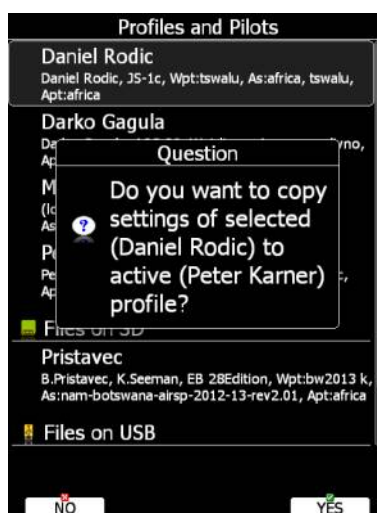 Profiles and Pilots
Daniel Rodic
Daniel Rodic, JS-1c, Wpt:tswalu, As:africa, tswalu,
Apt:africa
Darko Gagula
Question
Do you want to copy
settings of selected
(Daniel Rodic) to
active (Peter Karner)
profile?
Files on SD
Pristavec
B.Pristavec, K.Seeman, EB 28Edition, Wpt:bw2013 k,
As:nam-botswana-airsp-2012-13-rev2.01, Apt:africa
Files on USB
NO
YES